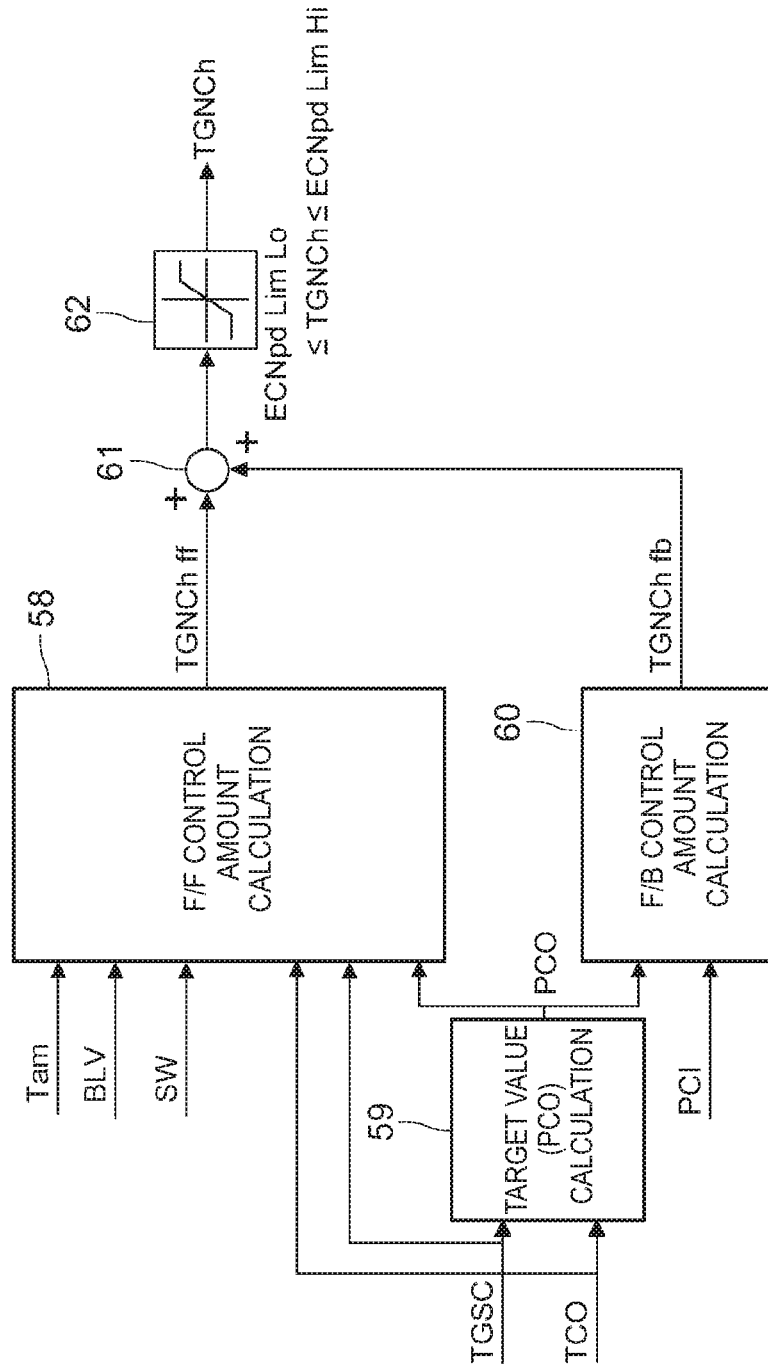 Tam
BLV
SW
58
F/F CONTROL
AMOUNT
CALCULATION
TGNCh ff
61
+
+
62
TGNCh
ECNpd Lim Lo
≤ TGNCh ≤ ECNpd Lim Hi
TGSC
TCO
59
TARGET VALUE
(PCO)
CALCULATION
PCO
PCI
60
F/B CONTROL
AMOUNT
CALCULATION
TGNCh fb